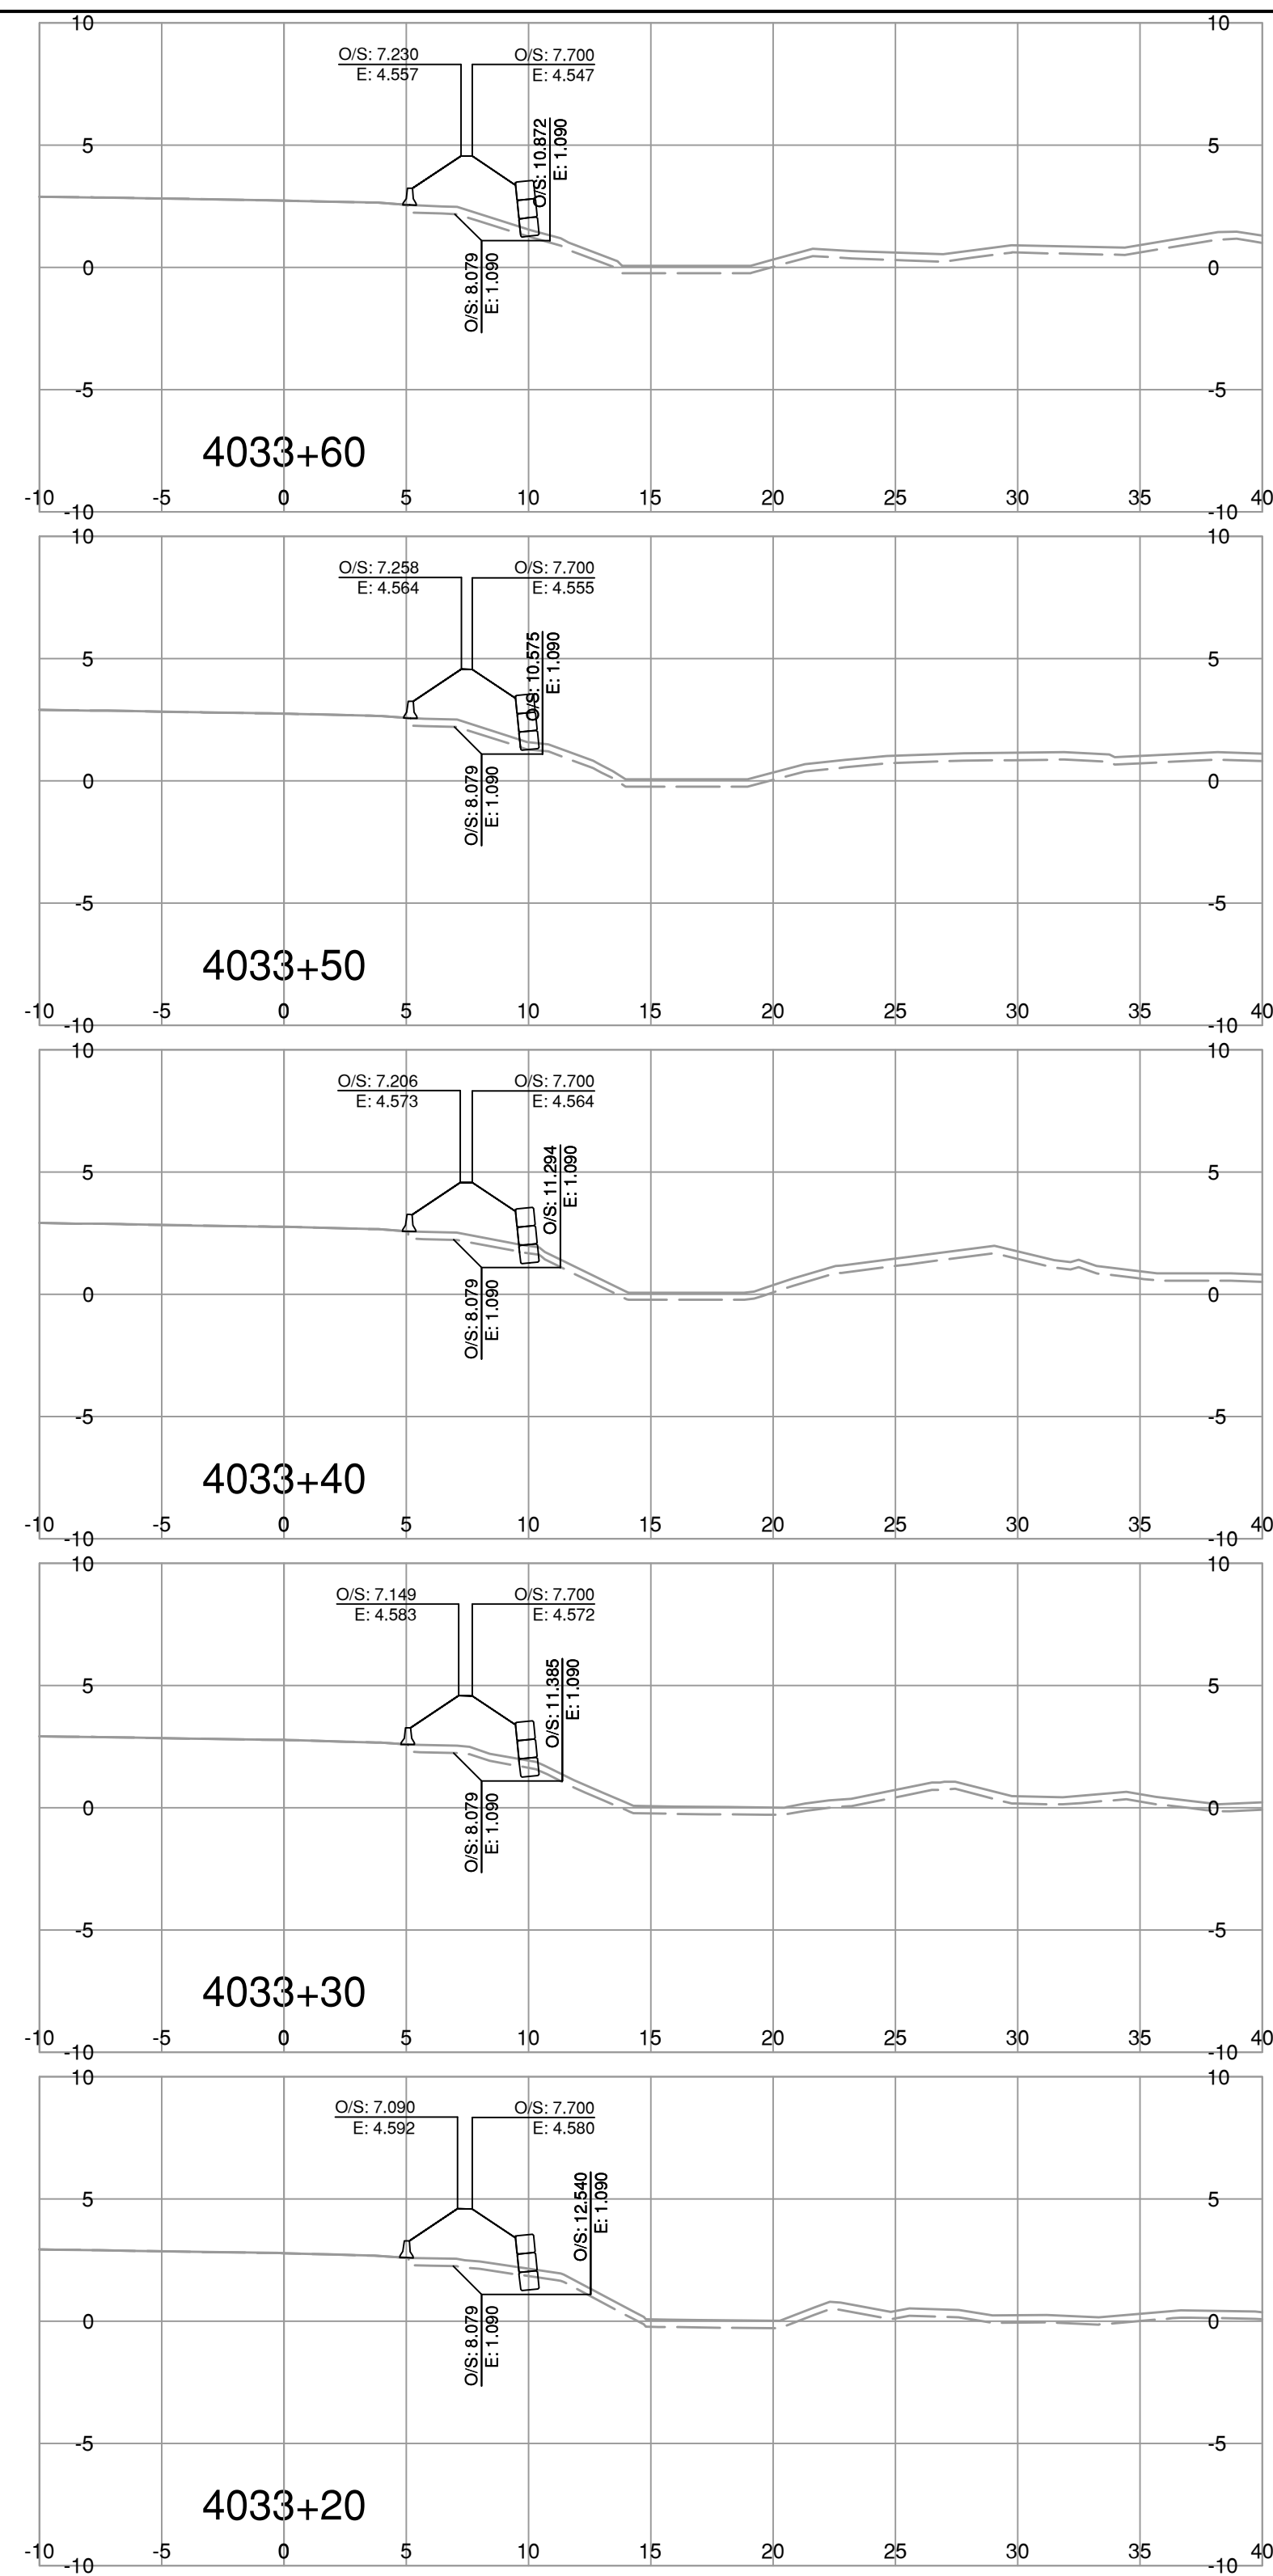 10 10
O/S: 7.230 O/S: 7.700
E: 4.557 E: 4.547
O/S: 10.872
E: 1.090
5 5
0 0
O/S: 8.079
E: 1.090
-5 -5
4033+60
-10 -5 0 5 10 15 20 25 30 35 40
-10 -10
10 10
O/S: 7.258 O/S: 7.700
E: 4.564 E: 4.555
O/S: 10.575
E: 1.090
5 5
0 0
O/S: 8.079
E: 1.090
-5 -5
4033+50
-10 -5 0 5 10 15 20 25 30 35 40
-10 -10
10 10
O/S: 7.206 O/S: 7.700
E: 4.573 E: 4.564
O/S: 11.294
E: 1.090
5 5
0 0
O/S: 8.079
E: 1.090
-5 -5
4033+40
-10 -5 0 5 10 15 20 25 30 35 40
-10 -10
10 10
O/S: 7.149 O/S: 7.700
E: 4.583 E: 4.572
O/S: 11.385
E: 1.090
5 5
0 0
O/S: 8.079
E: 1.090
-5 -5
4033+30
-10 -5 0 5 10 15 20 25 30 35 40
-10 -10
10 10
O/S: 7.090 O/S: 7.700
E: 4.592 E: 4.580
O/S: 12.540
E: 1.090
5 5
0 0
O/S: 8.079
E: 1.090
-5 -5
4033+20
-10 -5 0 5 10 15 20 25 30 35 40
-10 -10